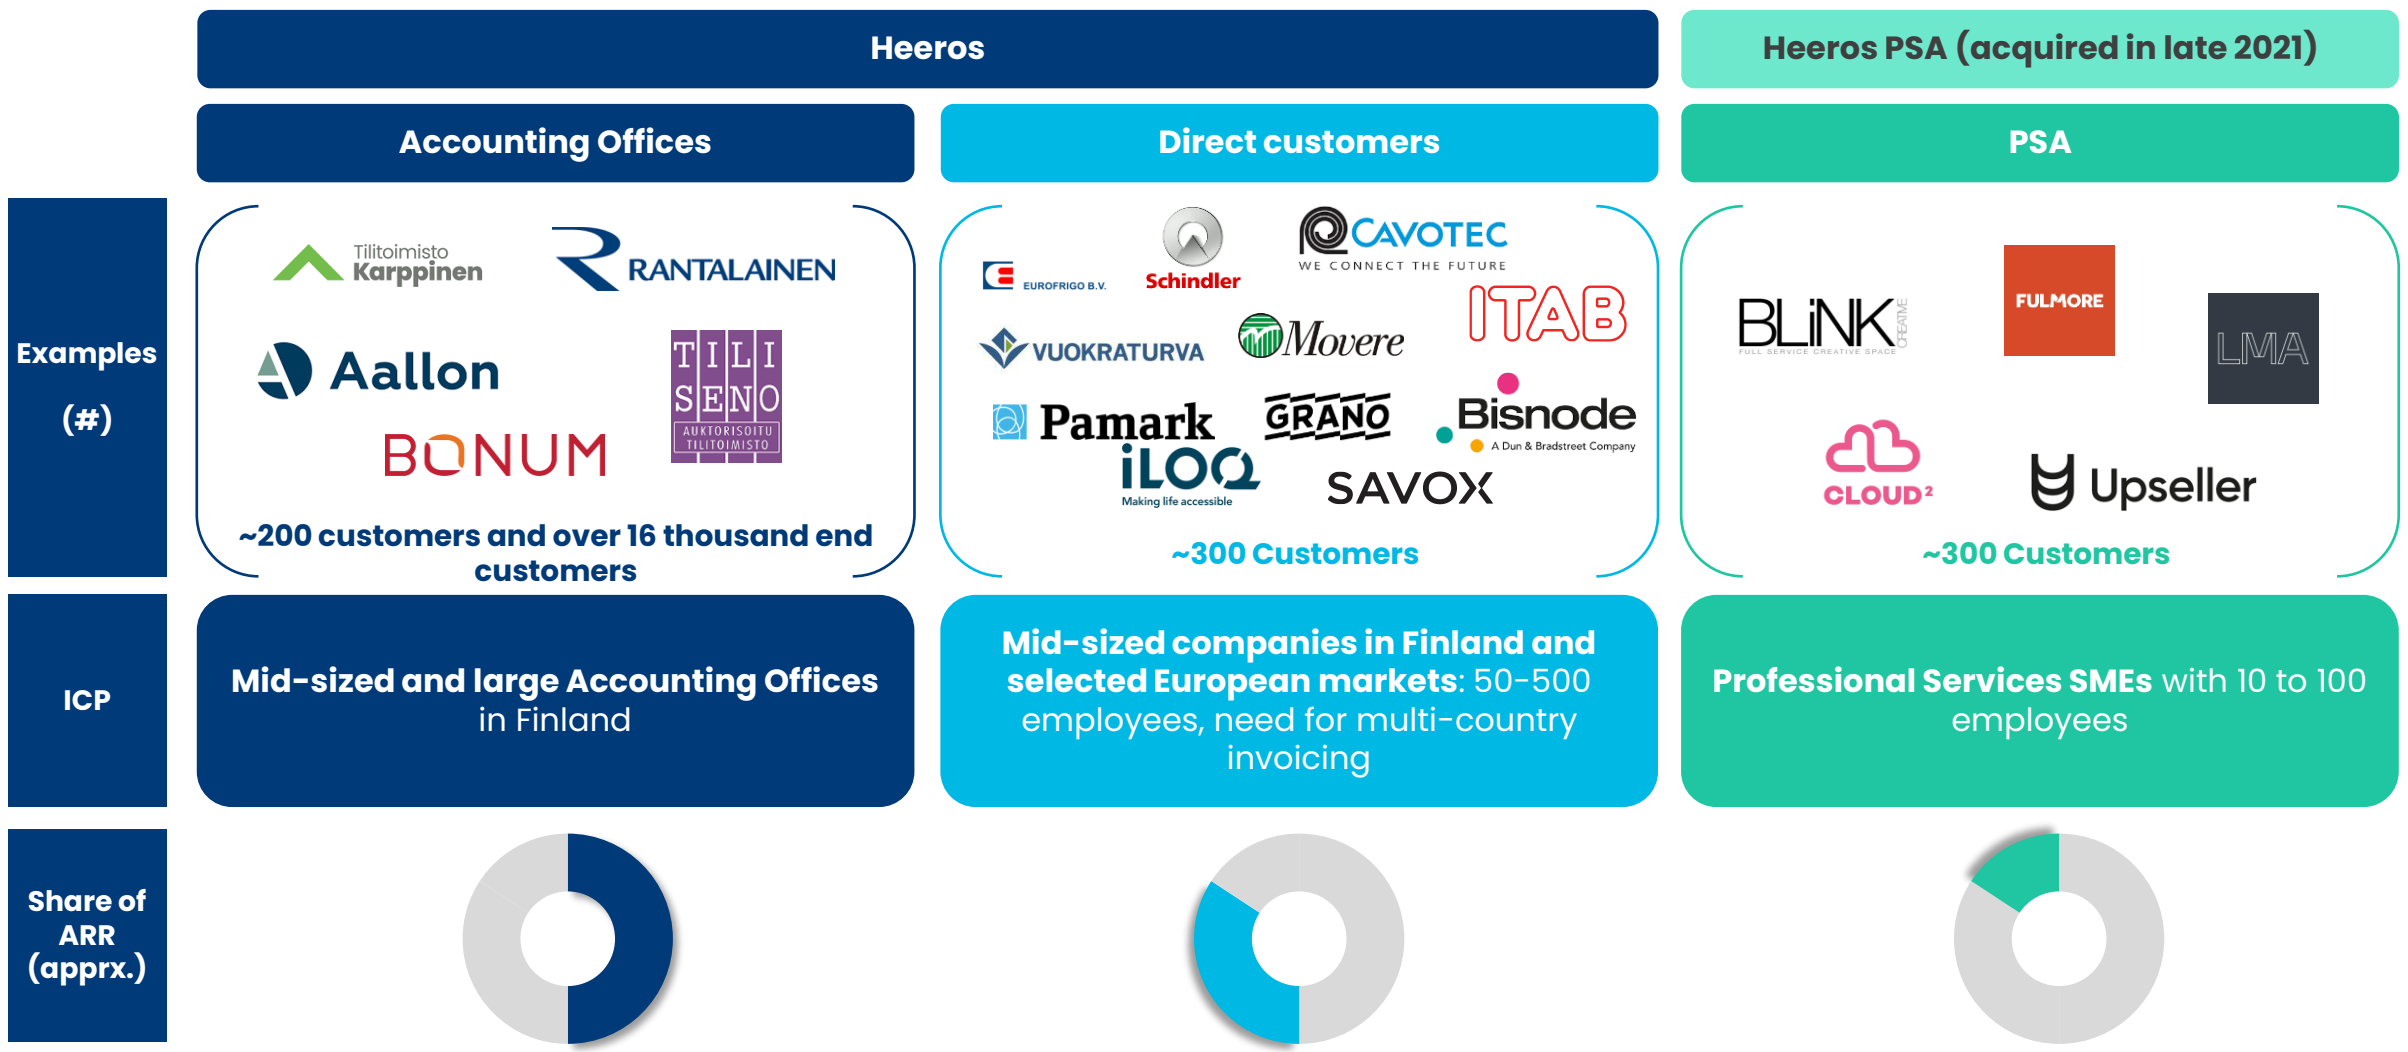 Heeros
Heeros PSA (acquired in late 2021)
Accounting Offices
Direct customers
PSA
Examples
(#)
Tilitoimisto
Karppinen
RANTALAINEN
Aallon
TILI
SENO
AUKTORISOITU
TILITOIMISTO
BONUM
~200 customers and over 16 thousand end
customers
EUROFRIGO B.V.
Schindler
CAVOTEC
WE CONNECT THE FUTURE
ITAB
VUOKRATURVA
Movere
Pamark
GRANO
Bisnode
A Dun & Bradstreet Company
iLOQ
Making life accessible
SAVOX
~300 Customers
BLiNK
CREATIVE
FULL SERVICE CREATIVE SPACE
FULMORE
LMA
CLOUD²
Upseller
~300 Customers
ICP
Mid-sized and large Accounting Offices
in Finland
Mid-sized companies in Finland and
selected European markets: 50-500
employees, need for multi-country
invoicing
Professional Services SMEs with 10 to 100
employees
Share of
ARR
(apprx.)